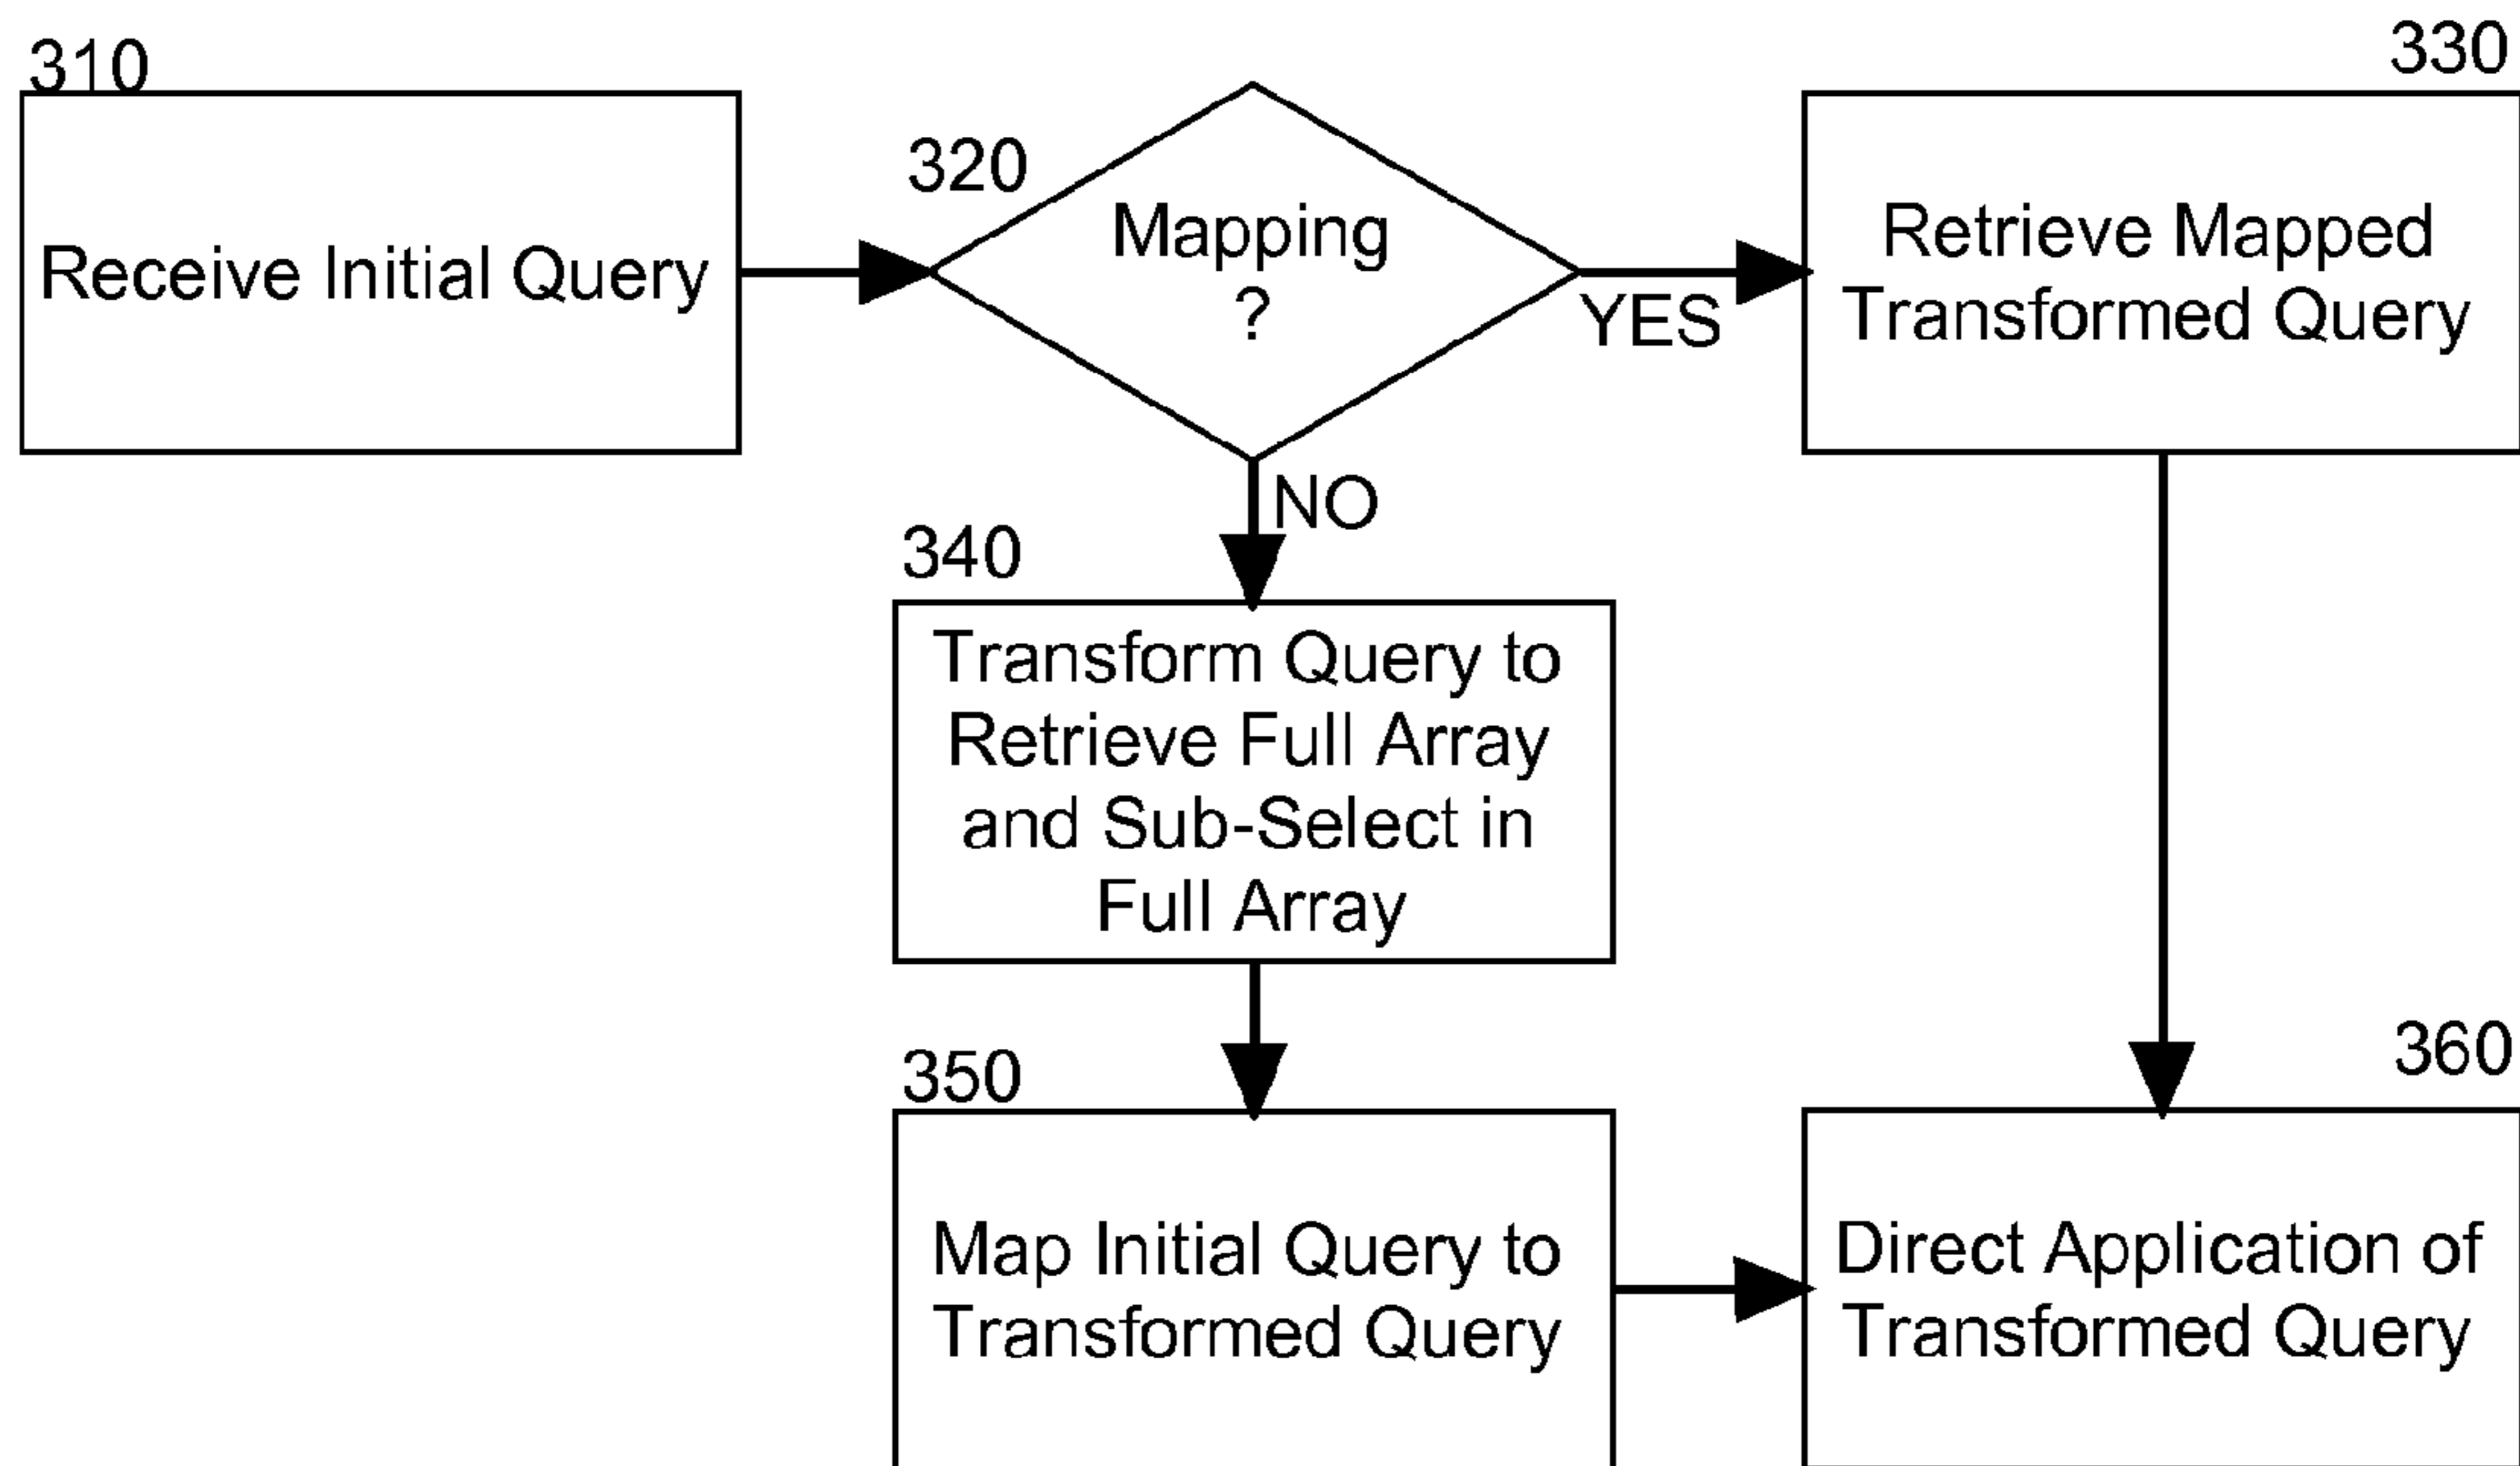 310
Receive Initial Query
320
Mapping
?
YES
NO
330
Retrieve Mapped
Transformed Query
340
Transform Query to
Retrieve Full Array
and Sub-Select in
Full Array
350
Map Initial Query to
Transformed Query
360
Direct Application of
Transformed Query